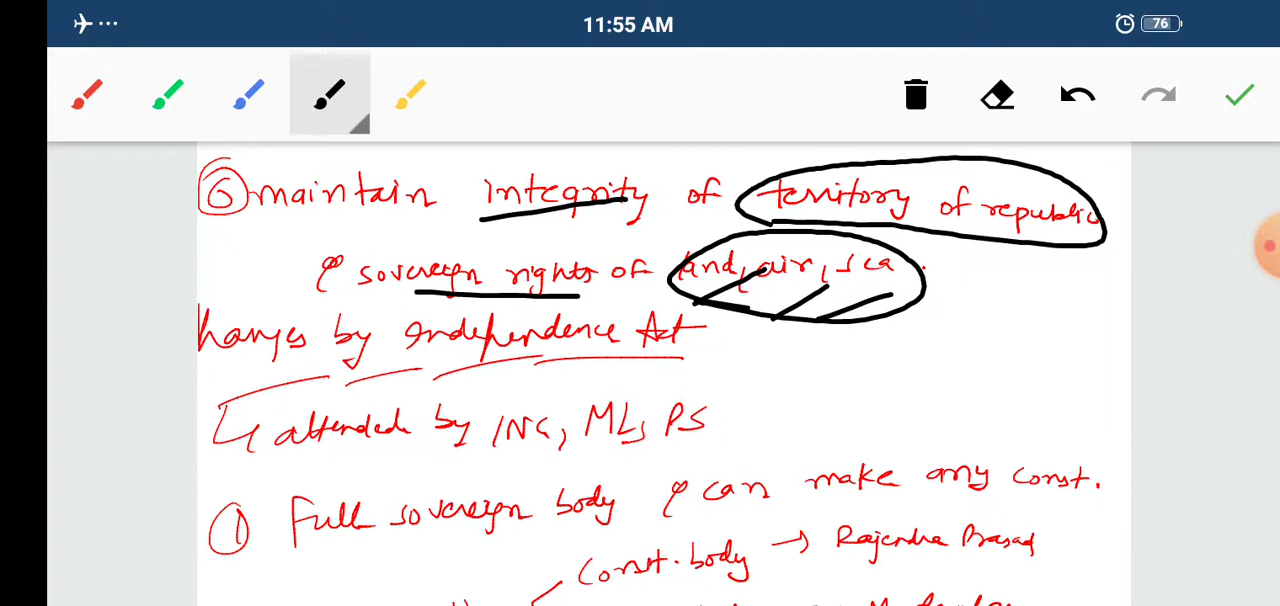 11:55 AM
76
⑥ maintain integrity of territory of republic
& sovereign rights of land, air, sea.
hanges by Independence Act
↳ attended by INC, ML, PS
① Full sovereign body & can make any const.
const. body → Rajendra Prasad